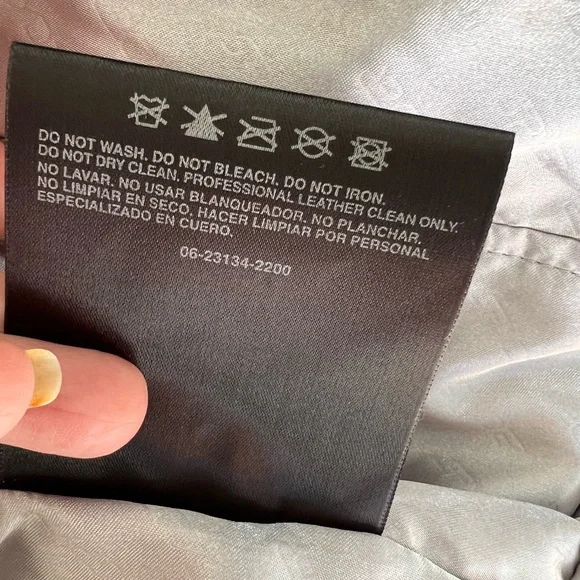 DO NOT WASH. DO NOT BLEACH. DO NOT IRON.
DO NOT DRY CLEAN. PROFESSIONAL LEATHER CLEAN ONLY.
NO LAVAR. NO USAR BLANQUEADOR. NO PLANCHAR.
NO LIMPIAR EN SECO. HACER LIMPIAR POR PERSONAL
ESPECIALIZADO EN CUERO.
06-23134-2200